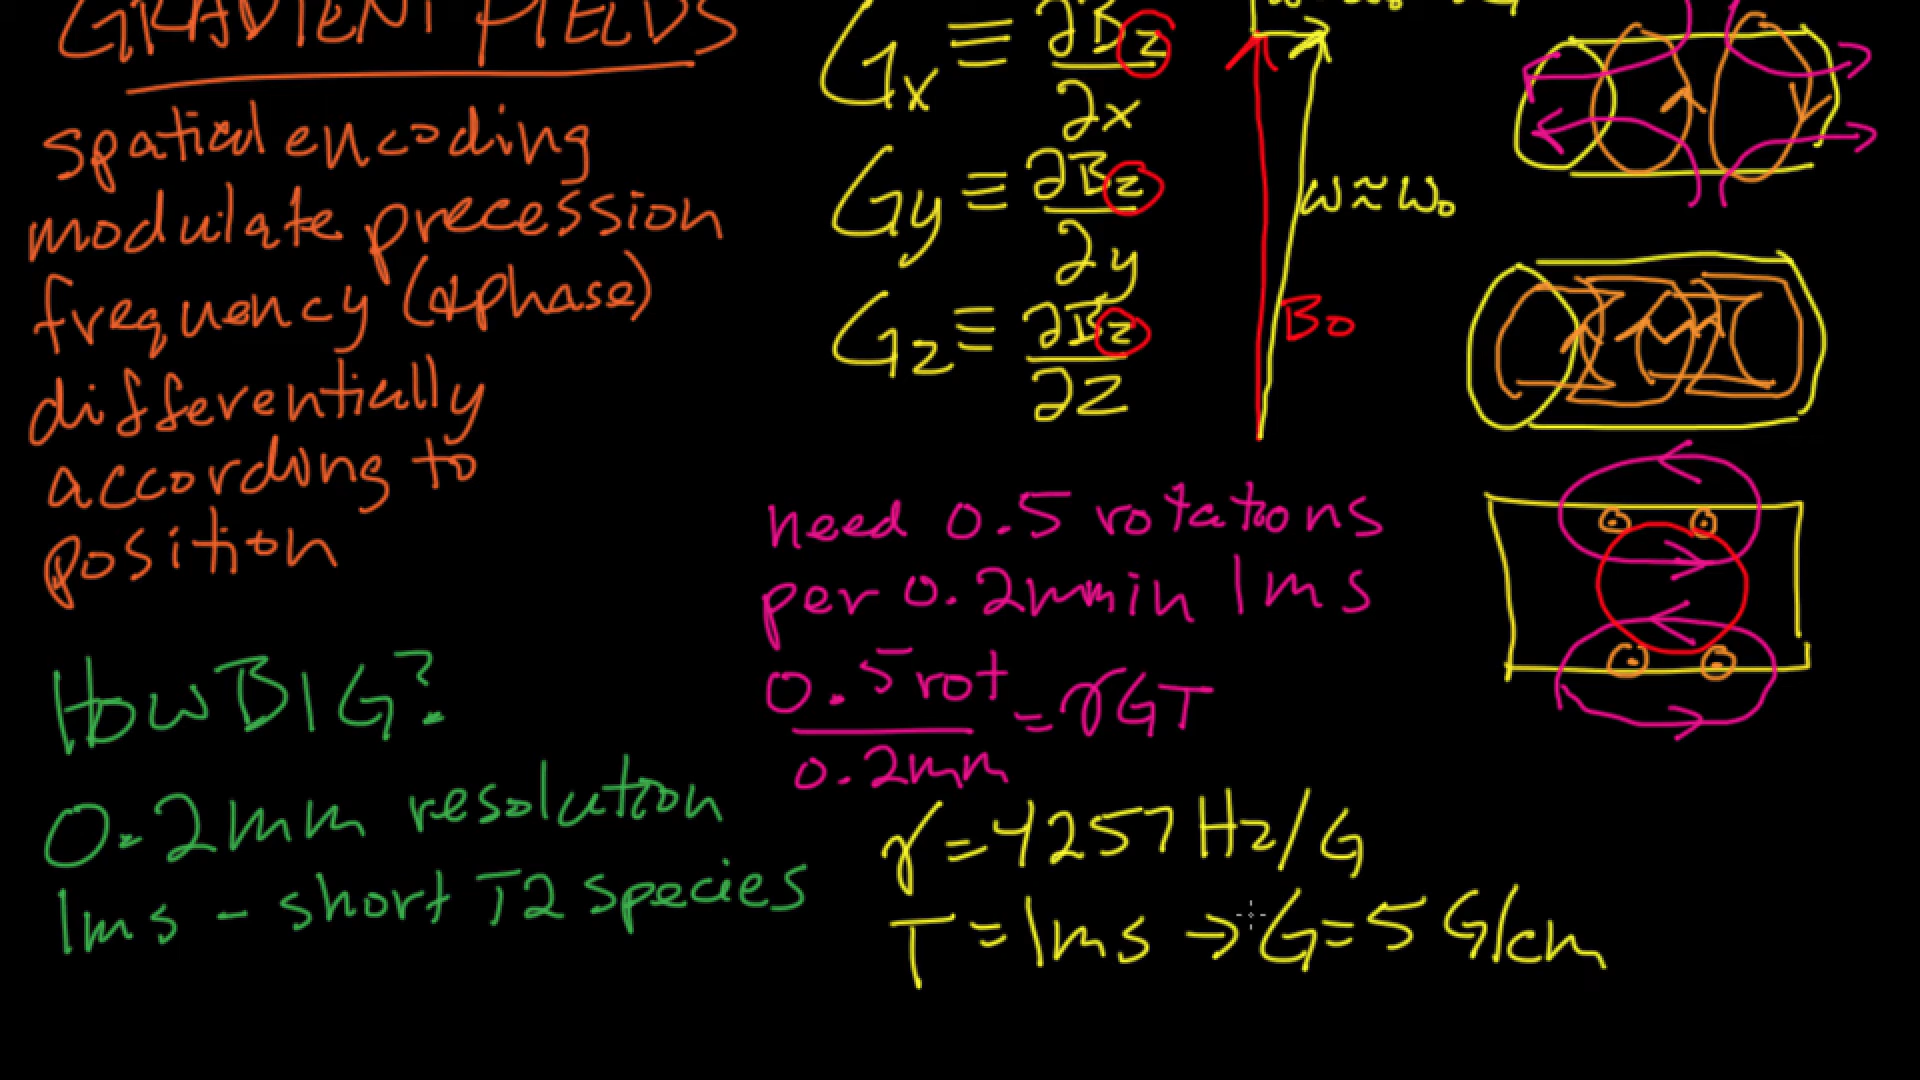 GRADIENT FIELDS
spatial encoding
modulate precession
frequency (&phase)
differentially
according to
position
HOW BIG?
0.2mm resolution
1ms - short T2 species
Gx ≡ ∂Bz
∂x
Gy ≡ ∂Bz
∂y
Gz ≡ ∂Bz
∂z
ω≈ω₀
B₀
need 0.5 rotations
per 0.2mm in 1ms
0.5 rot = γGT
0.2mm
γ=4257 Hz/G
T=1ms → G=5 G/cm